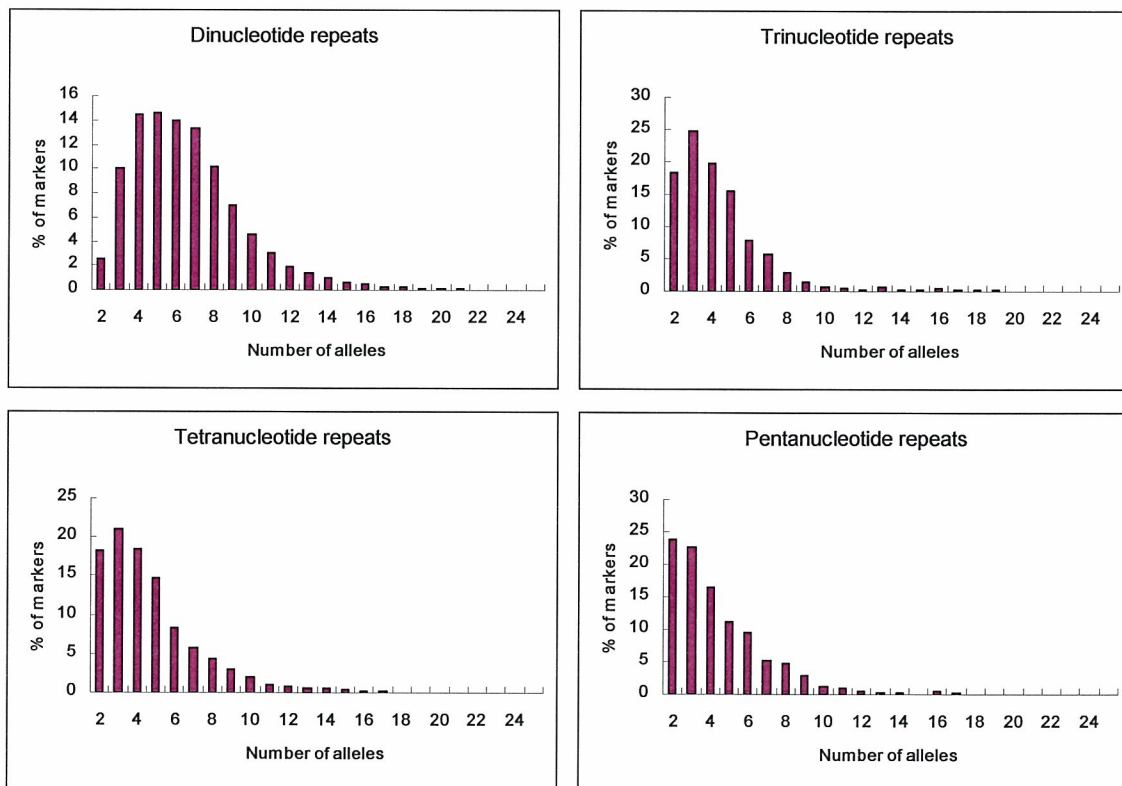 Dinucleotide repeats
16
14
12
10
8
6
4
2
0
% of markers
2 4 6 8 10 12 14 16 18 20 22 24
Number of alleles
Trinucleotide repeats
30
25
20
15
10
5
0
% of markers
2 4 6 8 10 12 14 16 18 20 22 24
Number of alleles
Tetranucleotide repeats
25
20
15
10
5
0
% of markers
2 4 6 8 10 12 14 16 18 20 22 24
Number of alleles
Pentanucleotide repeats
30
25
20
15
10
5
0
% of markers
2 4 6 8 10 12 14 16 18 20 22 24
Number of alleles